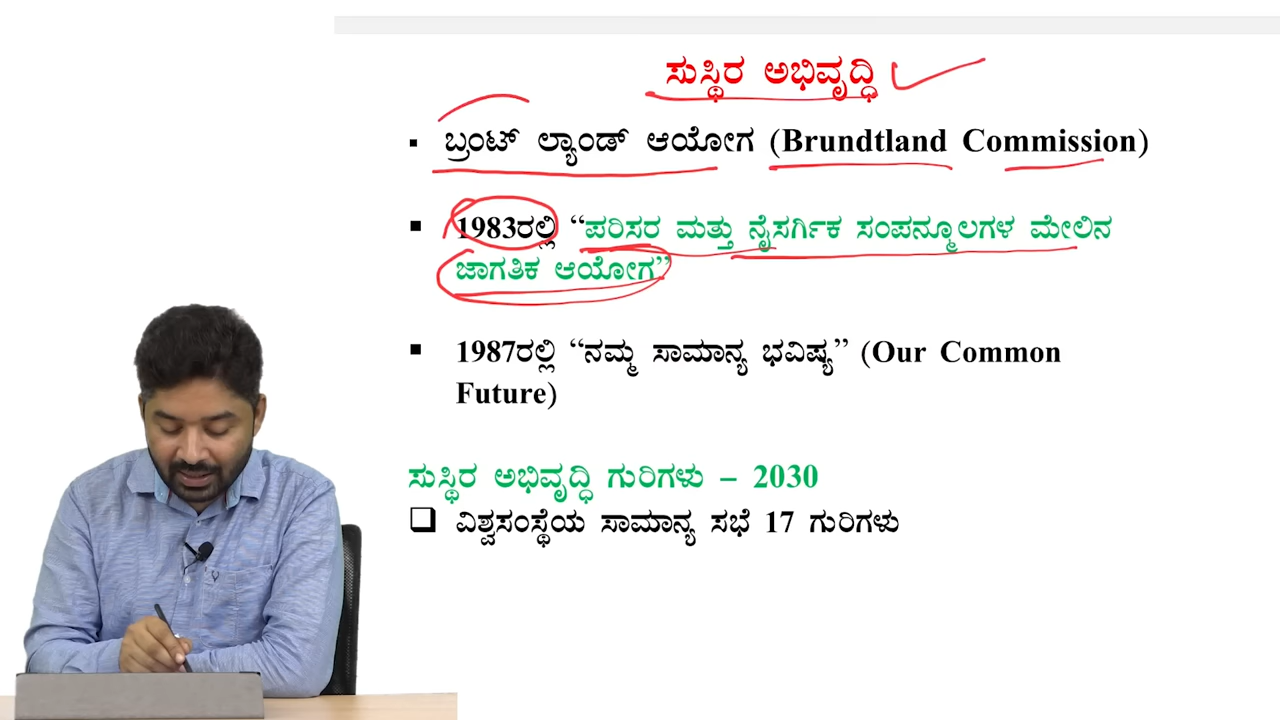 ಸುಸ್ಥಿರ ಅಭಿವೃದ್ಧಿ
▪ ಬ್ರಂಟ್ ಲ್ಯಾಂಡ್ ಆಯೋಗ (Brundtland Commission)
▪ 1983ರಲ್ಲಿ “ಪರಿಸರ ಮತ್ತು ನೈಸರ್ಗಿಕ ಸಂಪನ್ಮೂಲಗಳ ಮೇಲಿನ
ಜಾಗತಿಕ ಆಯೋಗ”
▪ 1987ರಲ್ಲಿ “ನಮ್ಮ ಸಾಮಾನ್ಯ ಭವಿಷ್ಯ” (Our Common
Future)
ಸುಸ್ಥಿರ ಅಭಿವೃದ್ಧಿ ಗುರಿಗಳು – 2030
❑ ವಿಶ್ವಸಂಸ್ಥೆಯ ಸಾಮಾನ್ಯ ಸಭೆ 17 ಗುರಿಗಳು